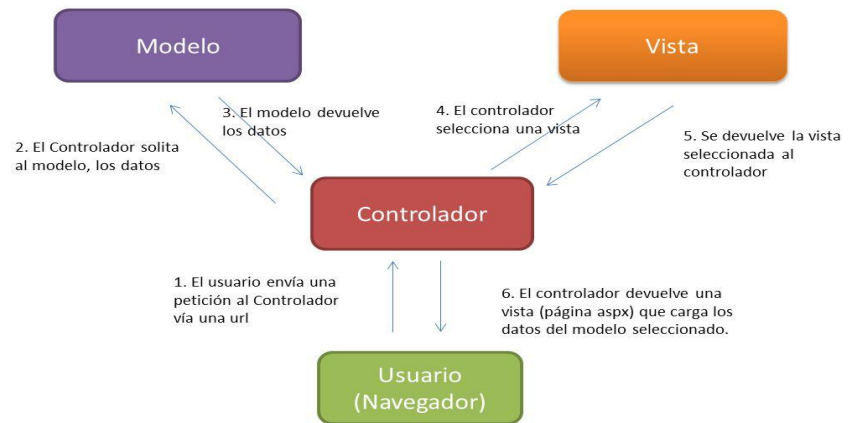 Modelo
Vista
3. El modelo devuelve
los datos
4. El controlador
selecciona una vista
2. El Controlador solita
al modelo, los datos
5. Se devuelve la vista
seleccionada al
controlador
Controlador
1. El usuario envía una
petición al Controlador
vía una url
6. El controlador devuelve una
vista (página aspx) que carga los
datos del modelo seleccionado.
Usuario
(Navegador)